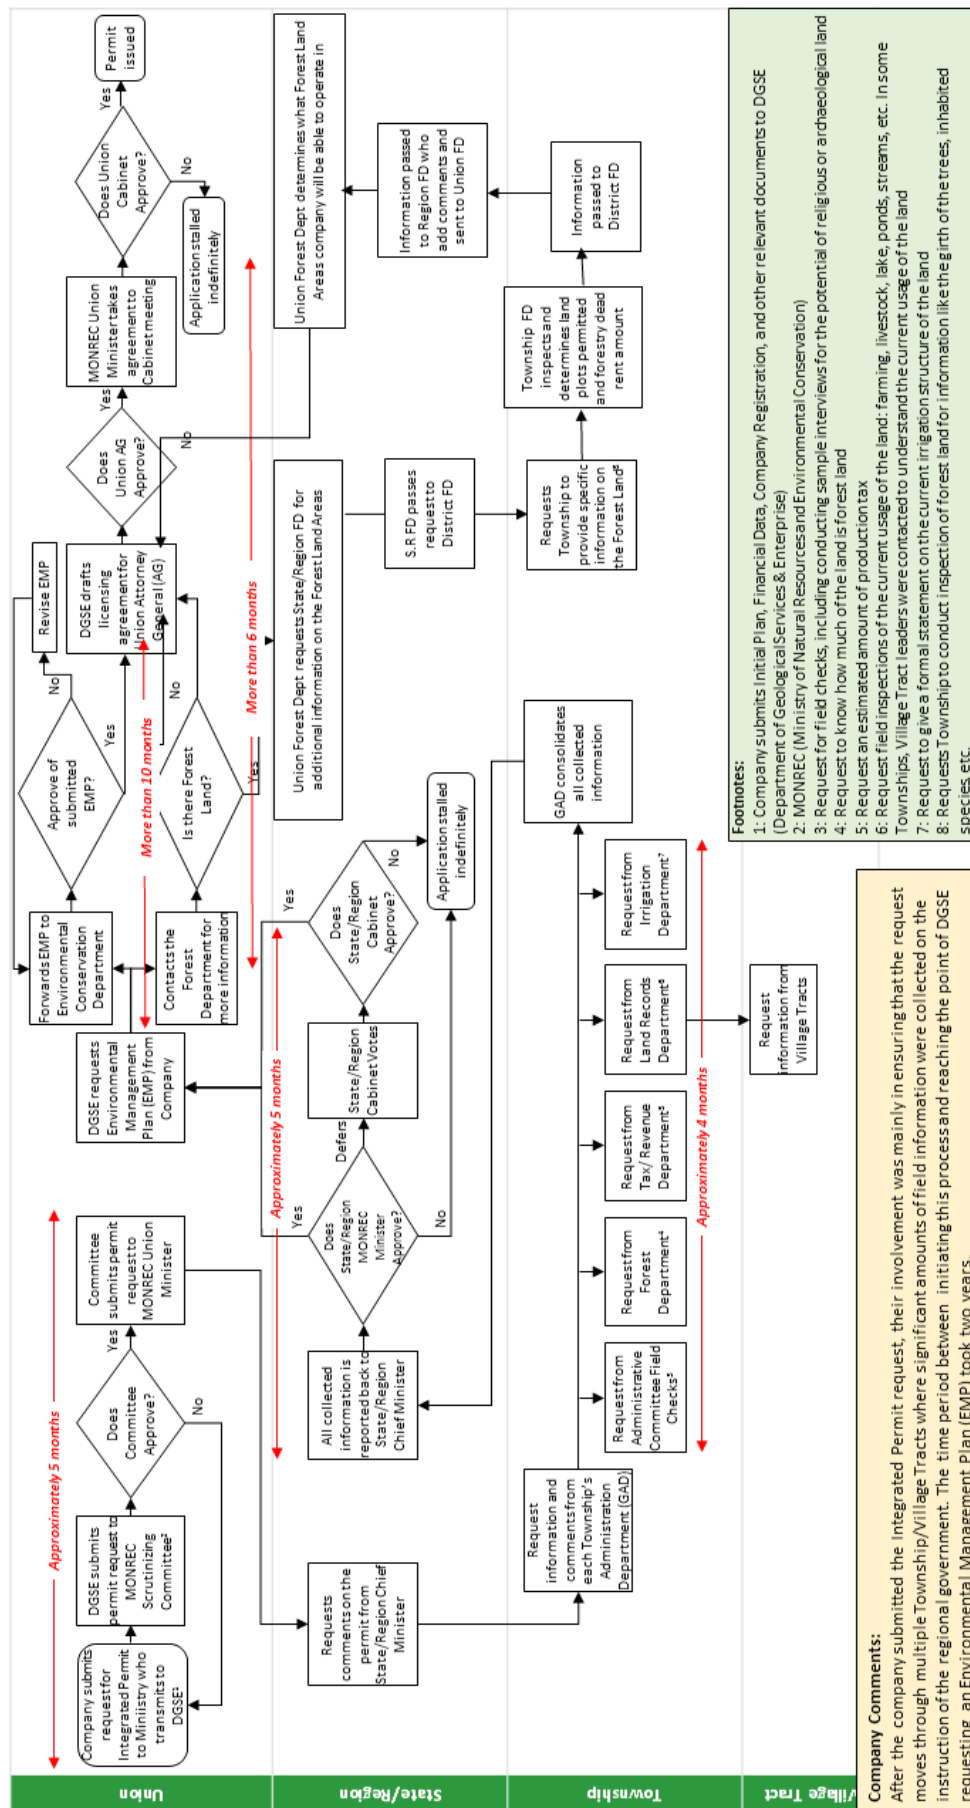 Union
Approximately 5 months
Company submits
request for
Integrated Permit
to Miniistry who
transmits to
DGSE¹
DGSE submits
permit request to
MONREC
Scrutinizing
Committee²
Does
Committee
Approve?
Yes
No
Committee
submits permit
request to
MONREC Union
Minister
DGSE requests
Environmental
Management
Plan (EMP) from
Company
Forwards EMP to
Environmental
Conservation
Department
Approve of
submitted
EMP?
No
Yes
Revise EMP
More than 10 months
Contacts the
Forest
Department for
more information
Is there Forest
Land?
No
Yes
DGSE drafts
licensing
agreement for
Union Attorney
General (AG)
Does
Union AG
Approve?
Yes
No
MONREC Union
Minister takes
agreement to
Cabinet meeting
Does Union
Cabinet
Approve?
Yes
No
Permit
issued
Application stalled
indefinitely
More than 6 months
State/Region
Requests
comments on the
permit from
State/Region Chief
Minister
Approximately 5 months
All collected
information is
reported back to
State/Region
Chief Minister
Does
State/Region
MONREC
Minister
Approve?
Yes
Defers
No
State/Region
Cabinet Votes
Does
State/Region
Cabinet
Approve?
Yes
No
Application stalled
indefinitely
Union Forest Dept requests State/Region FD for
additional information on the Forest Land Areas
S.R FD passes
request to
District FD
Union Forest Dept determines what Forest Land
Areas company will be able to operate in
Information passed
to Region FD who
add comments and
sent to Union FD
Township
Request
information and
comments from
each Township's
Administration
Department (GAD)
Request from
Administrative
Committee Field
Checks³
Request from
Forest
Department⁴
Request from
Tax/ Revenue
Department⁵
Request from
Land Records
Department⁶
Request from
Irrigation
Department⁷
Approximately 4 months
GAD consolidates
all collected
information
Requests
Township to
provide specific
information on
the Forest Land⁸
Township FD
inspects and
determines land
plots permitted
and forestry dead
rent amount
Information
passed to
District FD
Village Tract
Request
information from
Village Tracts
Company Comments:
After the company submitted the Integrated Permit request, their involvement was mainly in ensuring that the request
moves through multiple Township/Village Tracts where significant amounts of field information were collected on the
instruction of the regional government. The time period between initiating this process and reaching the point of DGSE
requesting an Environmental Management Plan (EMP) took two years.
Footnotes:
1: Company submits Initial Plan, Financial Data, Company Registration, and other relevant documents to DGSE
(Department of Geological Services & Enterprise)
2: MONREC (Ministry of Natural Resources and Environmental Conservation)
3: Request for field checks, including conducting sample interviews for the potential of religious or archaeological land
4: Request to know how much of the land is forest land
5: Request an estimated amount of production tax
6: Request field inspections of the current usage of the land: farming, livestock, lake, ponds, streams, etc. In some
Townships, Village Tract leaders were contacted to understand the current usage of the land
7: Request to give a formal statement on the current irrigation structure of the land
8: Requests Township to conduct inspection of forest land for information like the girth of the trees, inhabited
species, etc.